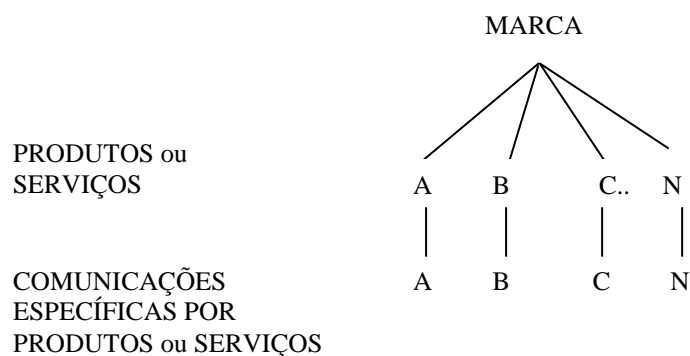 MARCA
PRODUTOS ou
SERVIÇOS A B C.. N
COMUNICAÇÕES A B C N
ESPECÍFICAS POR
PRODUTOS ou SERVIÇOS